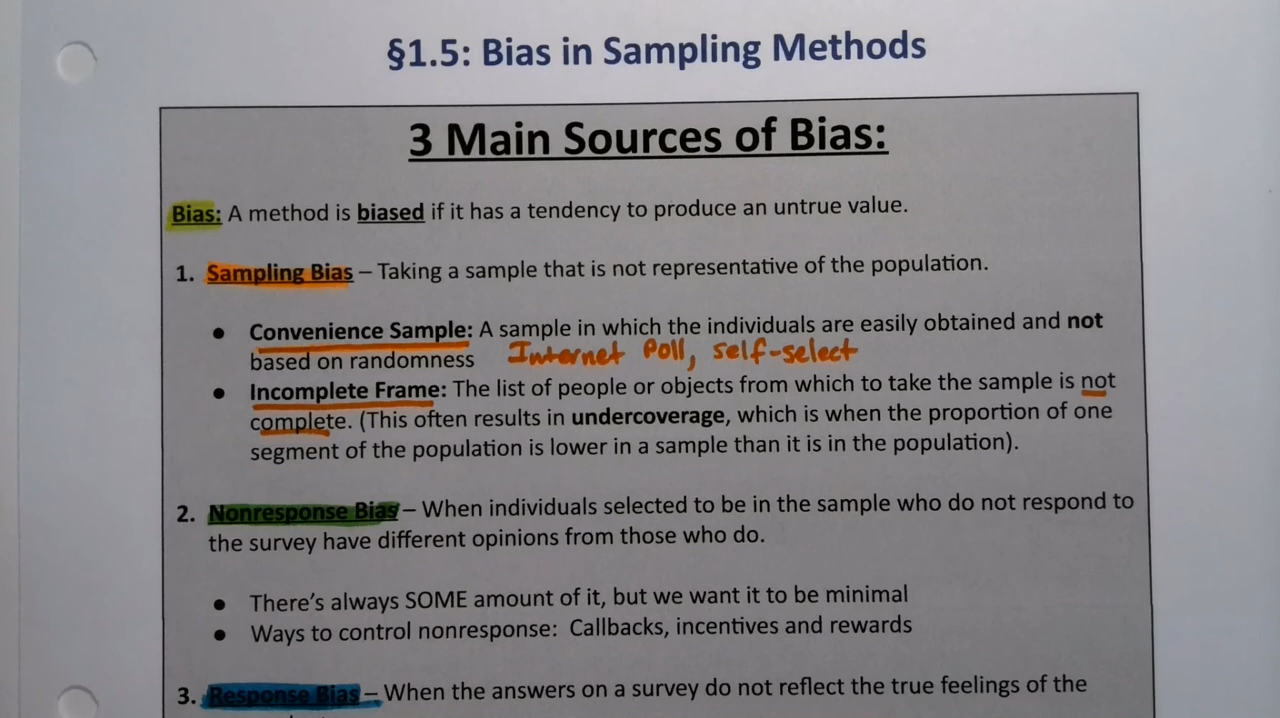 §1.5: Bias in Sampling Methods
3 Main Sources of Bias:
Bias: A method is biased if it has a tendency to produce an untrue value.
1. Sampling Bias – Taking a sample that is not representative of the population.
● Convenience Sample: A sample in which the individuals are easily obtained and not
based on randomness Internet Poll, self-select
● Incomplete Frame: The list of people or objects from which to take the sample is not
complete. (This often results in undercoverage, which is when the proportion of one
segment of the population is lower in a sample than it is in the population).
2. Nonresponse Bias – When individuals selected to be in the sample who do not respond to
the survey have different opinions from those who do.
● There's always SOME amount of it, but we want it to be minimal
● Ways to control nonresponse: Callbacks, incentives and rewards
3. Response Bias – When the answers on a survey do not reflect the true feelings of the